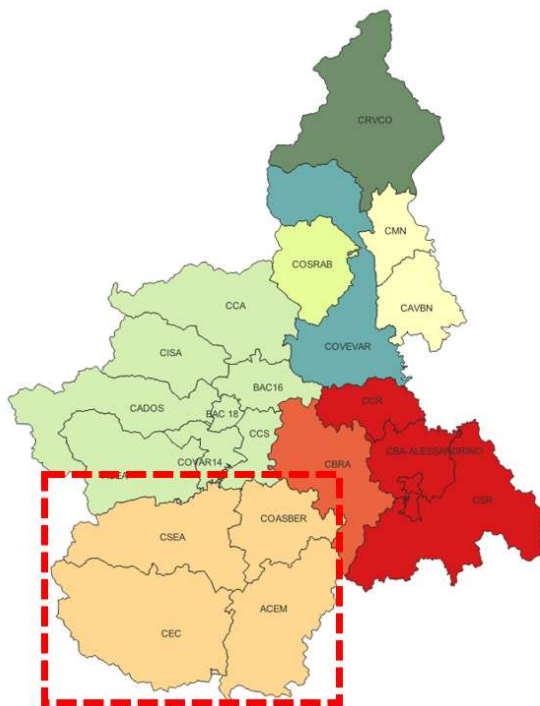 CRVCO
CMN
COSRAB
CAVBN
CCA
COVEVAR
CISA
BAC16
CCR
CADOS
BAC 18
CCS
CBA-ALESSANDRINO
COVAR14
CBRA
CSR
COASBER
CSEA
ACEM
CEC